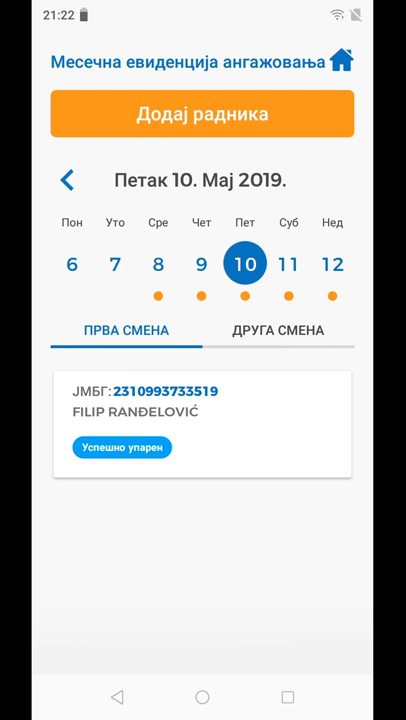 21:22
Месечна евиденција ангажовања
Додај радника
Петак 10. Мај 2019.
Пон Уто Сре Чет Пет Суб Нед
6 7 8 9 10 11 12
ПРВА СМЕНА ДРУГА СМЕНА
ЈМБГ: 2310993733519
FILIP RANĐELOVIĆ
Успешно упарен